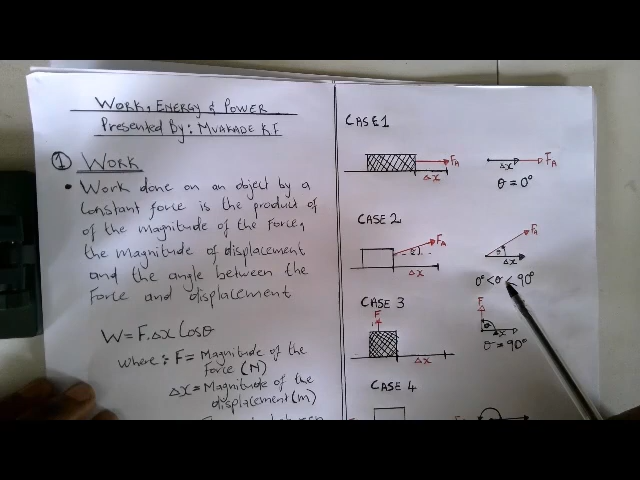 WORK, ENERGY & POWER
PRESENTED BY: MVAKADE KF
1 WORK
• Work done on an object by a
constant force is the product of
of the magnitude of the Force,
the magnitude of displacement
and the angle between the
Force and displacement
W = F.Δx Cosθ
where: F = Magnitude of the
Force (N)
Δx = Magnitude of the
displacement (m)
between
CASE 1
FA
Δx
Δx FA
θ = 0°
CASE 2
FA
θ
Δx
FA
θ
Δx
0° < θ < 90°
CASE 3
F
Δx
F
θ
Δx
θ = 90°
CASE 4
FA